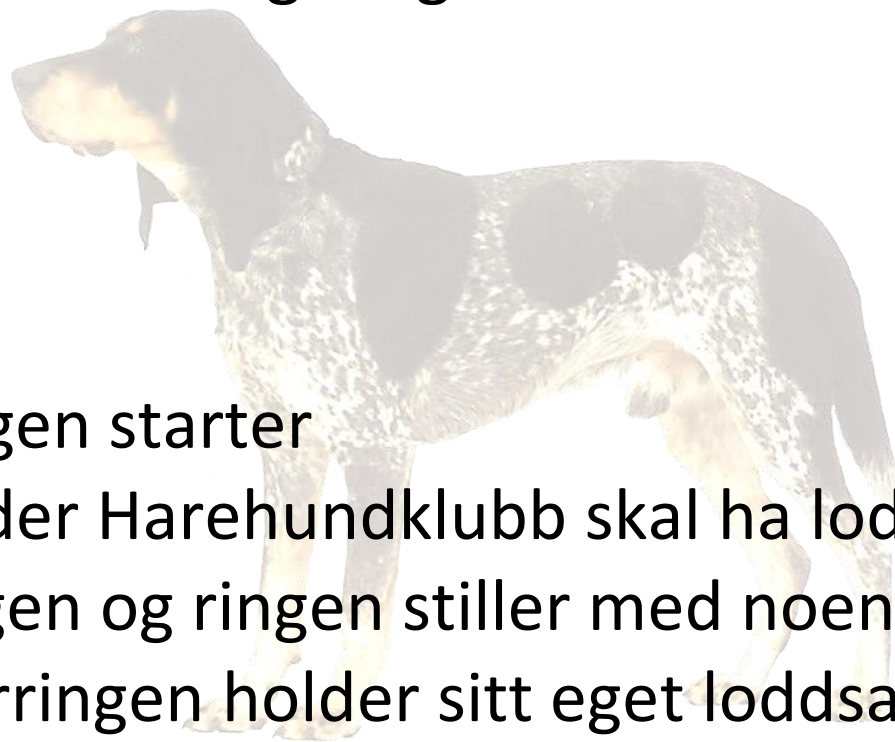 gen starter
der Harehundklubb skal ha lod
gen og ringen stiller med noen
rringen holder sitt eget loddsa